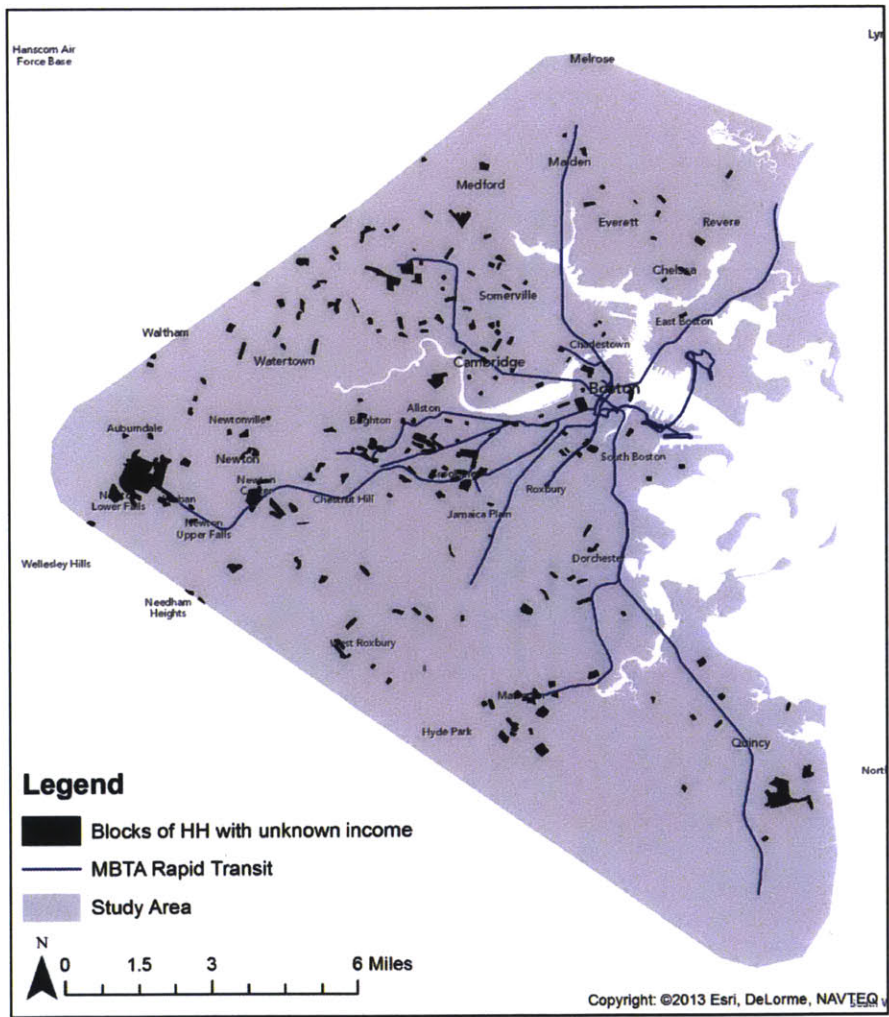 Hanscom Air
Force Base
Melrose
Malden
Medford
Everett
Revere
Chelsea
Somerville
Waltham
East Boston
Charlestown
Watertown
Cambridge
Boston
Allston
Newtonville
Brighton
Auburndale
Newton
South Boston
Newton
Center
Roxbury
Lower Falls
Chestnut Hill
Jamaica Plain
Newton
Upper Falls
Dorchester
Wellesley Hills
Needham
Heights
West Roxbury
Hyde Park
Quincy
North
Legend
Blocks of HH with unknown income
MBTA Rapid Transit
Study Area
N
0 1.5 3 6 Miles
Copyright: ©2013 Esri, DeLorme, NAVTEQ